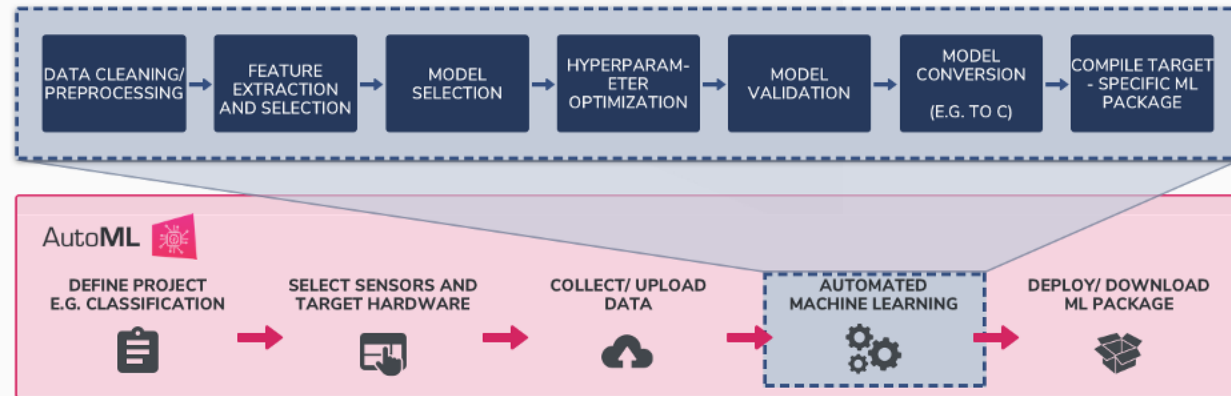 DATA CLEANING/
PREPROCESSING
FEATURE
EXTRACTION
AND SELECTION
MODEL
SELECTION
HYPERPARAM-
ETER
OPTIMIZATION
MODEL
VALIDATION
MODEL
CONVERSION
(E.G. TO C)
COMPILE TARGET
- SPECIFIC ML
PACKAGE
AutoML
DEFINE PROJECT
E.G. CLASSIFICATION
SELECT SENSORS AND
TARGET HARDWARE
COLLECT/ UPLOAD
DATA
AUTOMATED
MACHINE LEARNING
DEPLOY/ DOWNLOAD
ML PACKAGE